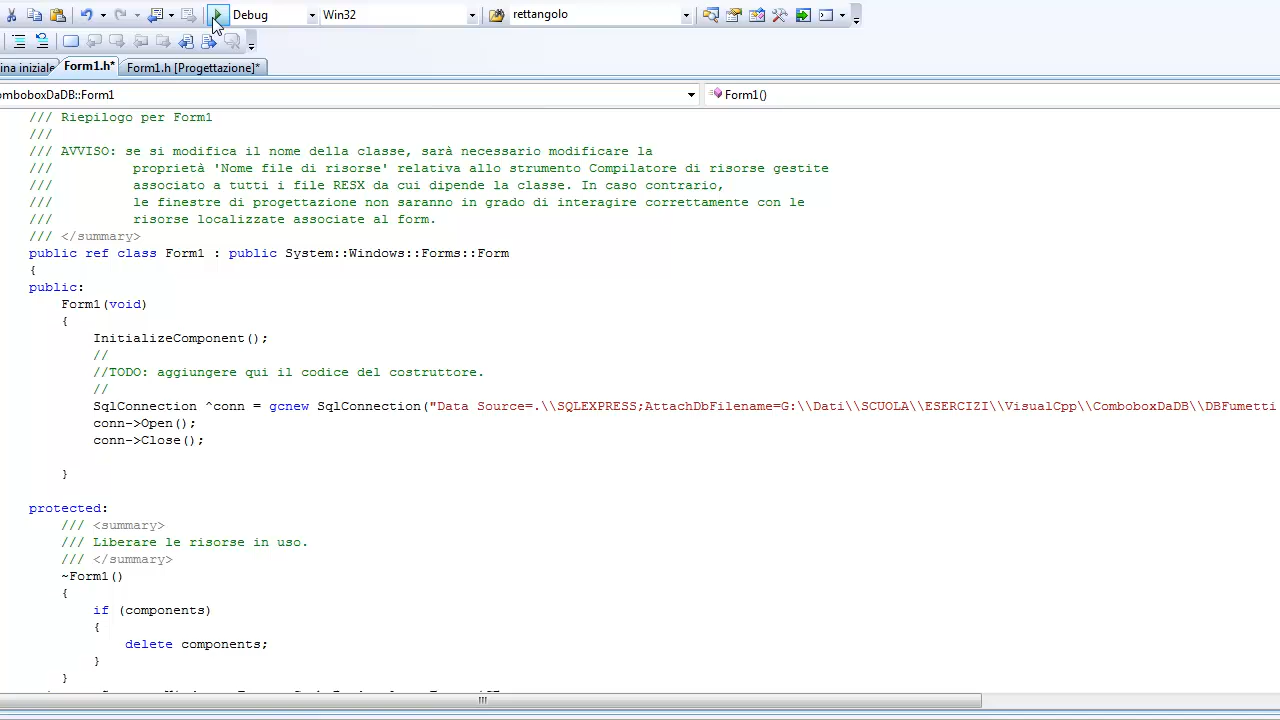 Debug Win32 rettangolo
ina iniziale Form1.h* Form1.h [Progettazione]*
omboboxDaDB::Form1 Form1()
/// Riepilogo per Form1
///
/// AVVISO: se si modifica il nome della classe, sarà necessario modificare la
/// proprietà 'Nome file di risorse' relativa allo strumento Compilatore di risorse gestite
/// associato a tutti i file RESX da cui dipende la classe. In caso contrario,
/// le finestre di progettazione non saranno in grado di interagire correttamente con le
/// risorse localizzate associate al form.
/// </summary>
public ref class Form1 : public System::Windows::Forms::Form
{
public:
Form1(void)
{
InitializeComponent();
//
//TODO: aggiungere qui il codice del costruttore.
//
SqlConnection ^conn = gcnew SqlConnection("Data Source=.\\SQLEXPRESS;AttachDbFilename=G:\\Dati\\SCUOLA\\ESERCIZI\\VisualCpp\\ComboboxDaDB\\DBFumetti
conn->Open();
conn->Close();
}
protected:
/// <summary>
/// Liberare le risorse in uso.
/// </summary>
~Form1()
{
if (components)
{
delete components;
}
}